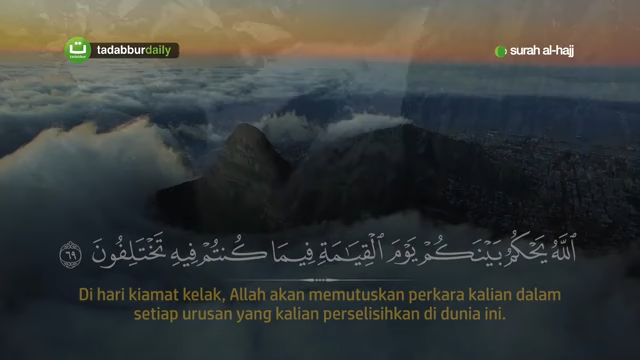 tadabburdaily
surah al-hajj
ٱللَّهُ يَحْكُمُ بَيْنَكُمْ يَوْمَ ٱلْقِيَـٰمَةِ فِيمَا كُنتُمْ فِيهِ تَخْتَلِفُونَ ٦٩
Di hari kiamat kelak, Allah akan memutuskan perkara kalian dalam
setiap urusan yang kalian perselisihkan di dunia ini.